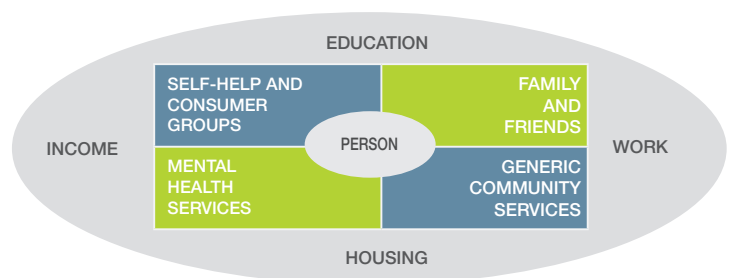 EDUCATION
SELF-HELP AND
CONSUMER
GROUPS
FAMILY
AND
FRIENDS
INCOME
PERSON
WORK
MENTAL
HEALTH
SERVICES
GENERIC
COMMUNITY
SERVICES
HOUSING